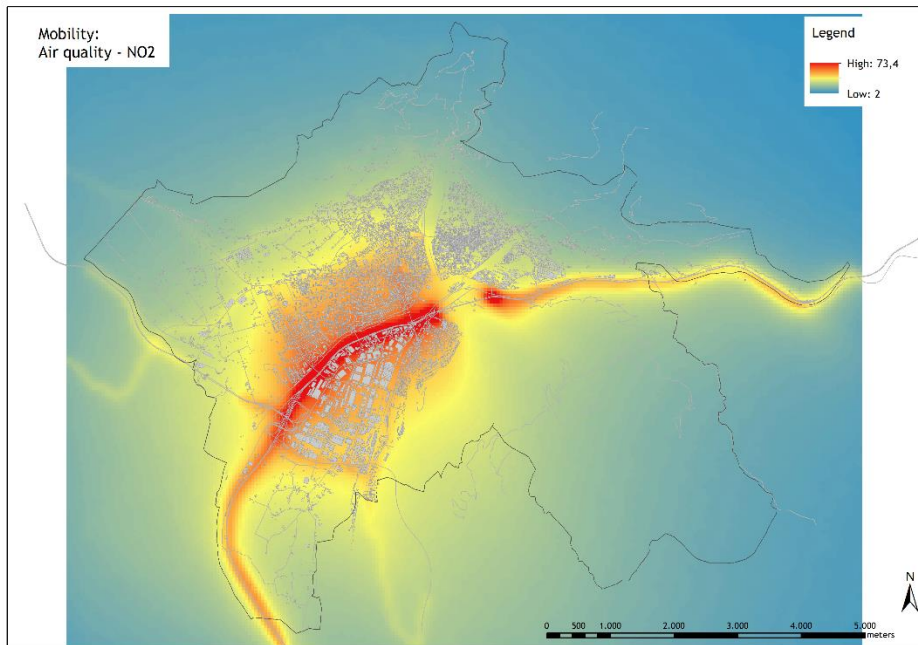 Mobility:
Air quality - NO2
Legend
High: 73,4
Low: 2
N
0 500 1.000 2.000 3.000 4.000 5.000
meters